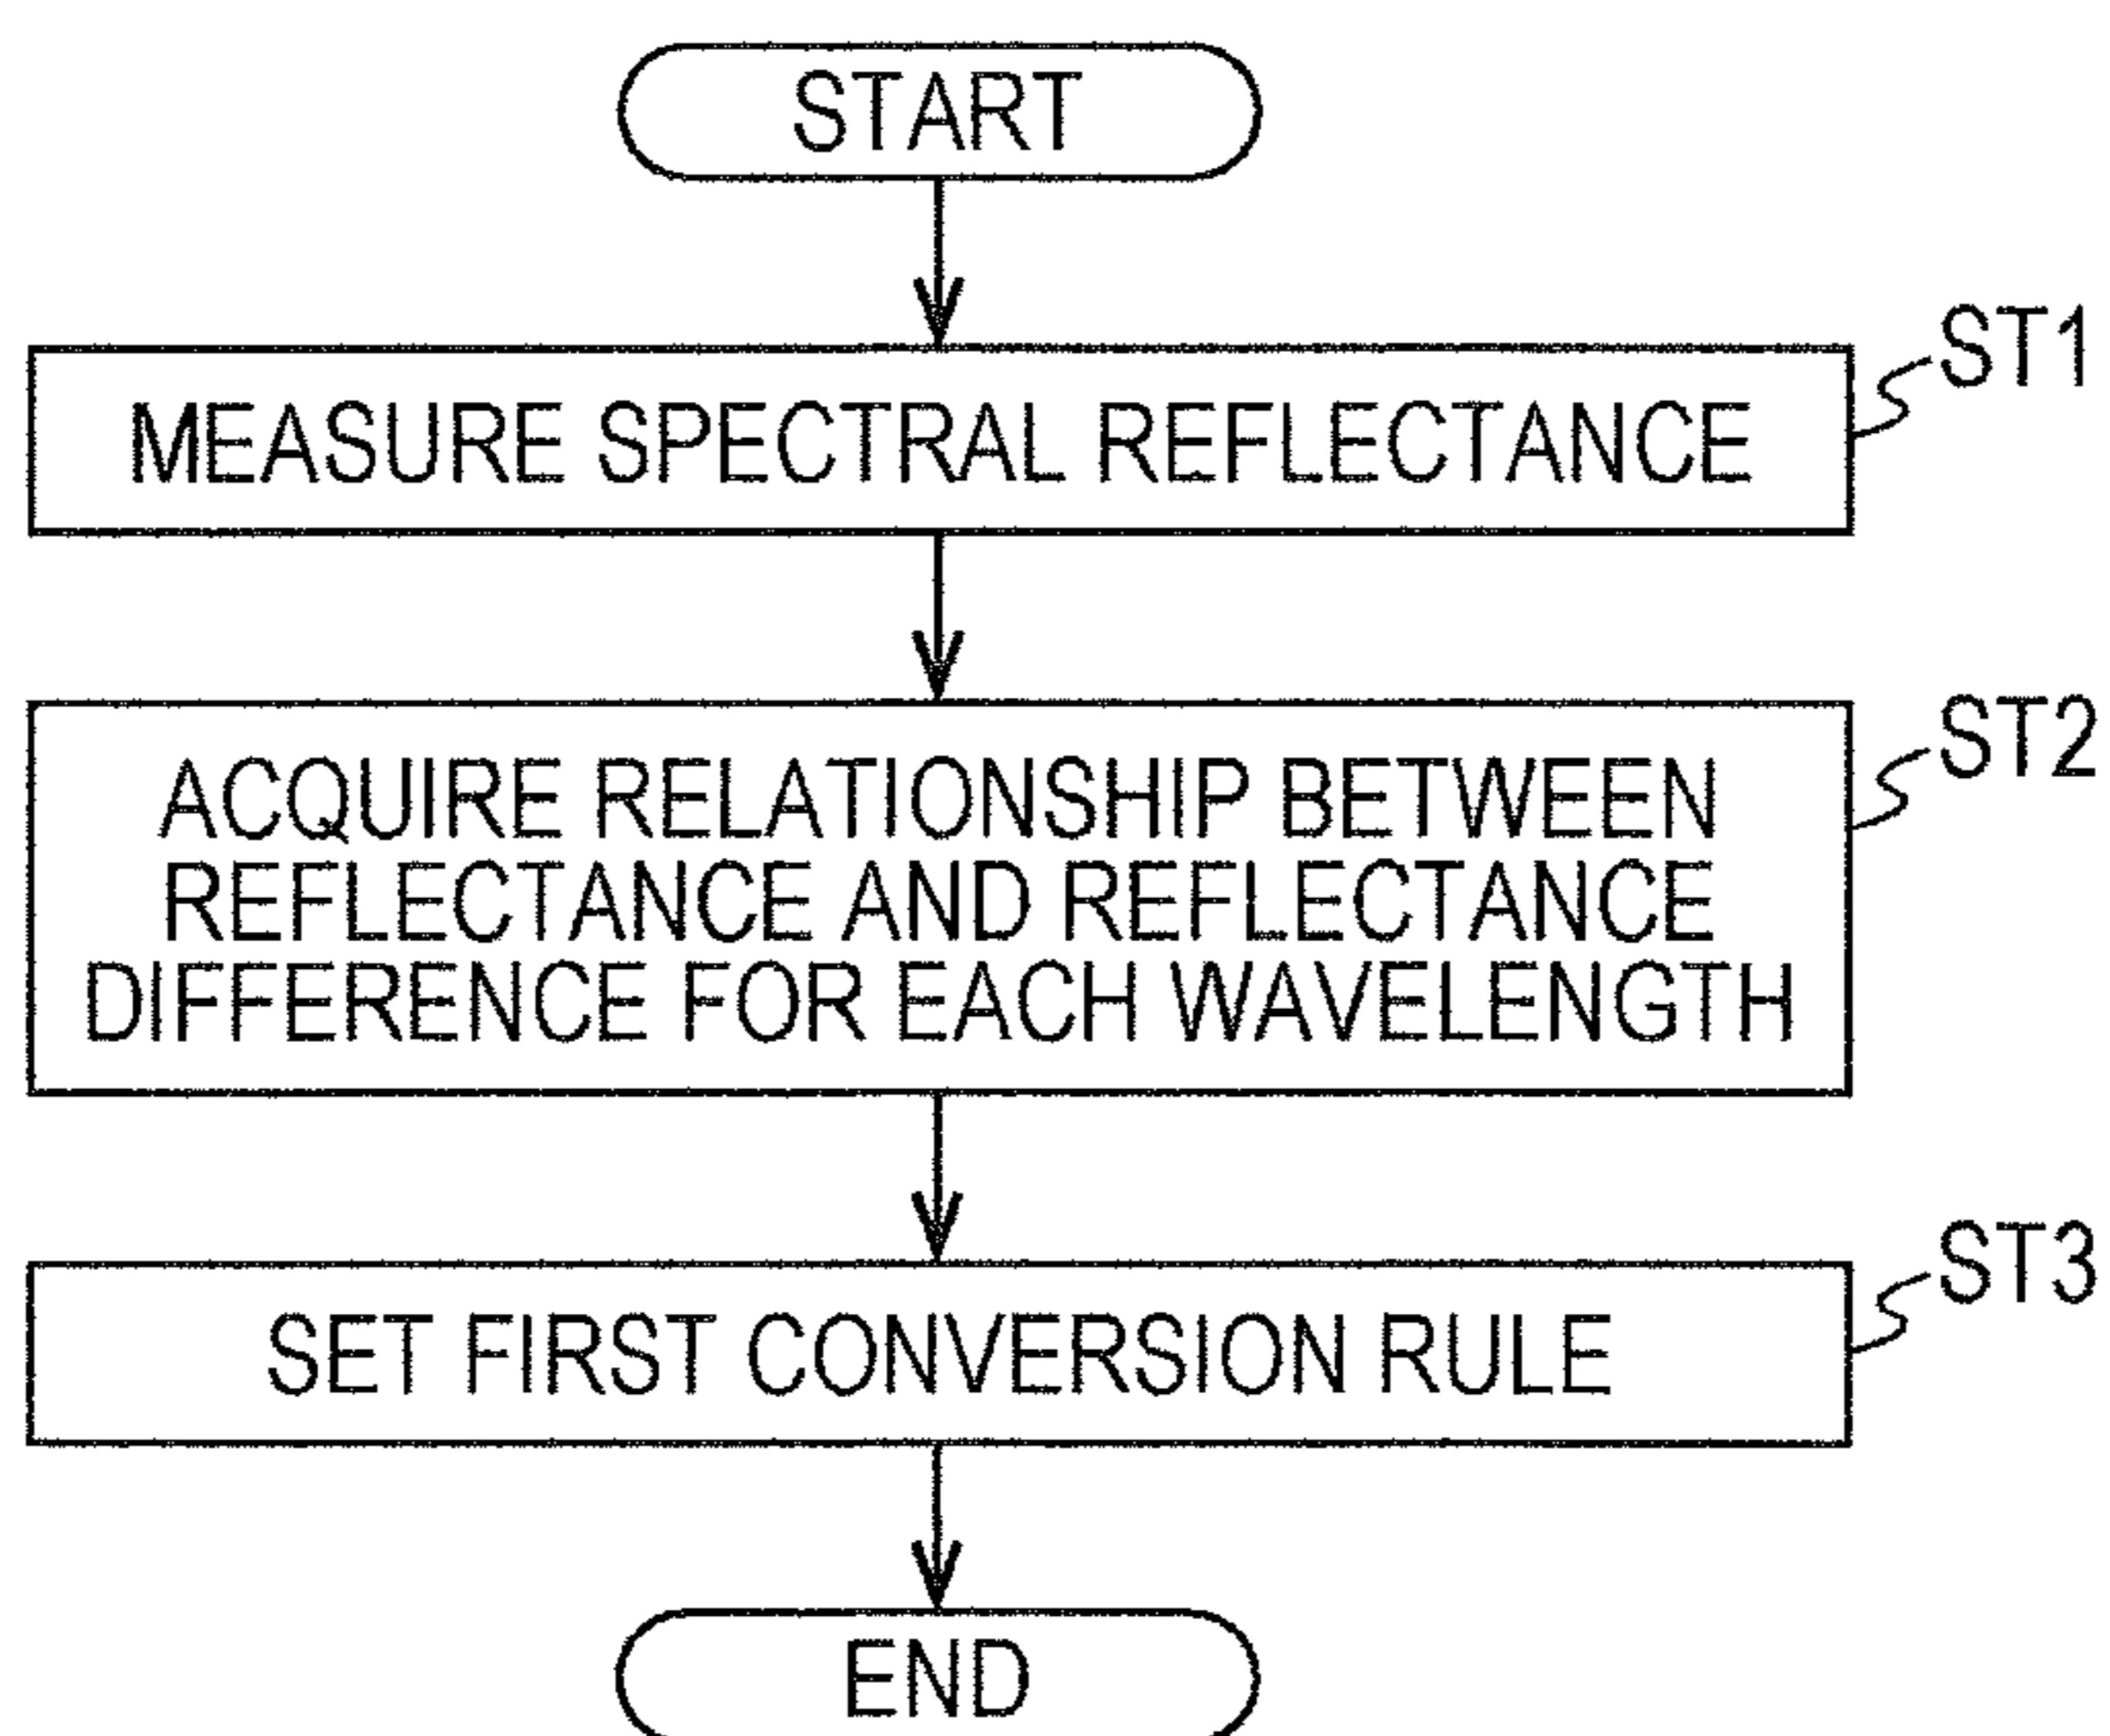 START
ST1
MEASURE SPECTRAL REFLECTANCE
ST2
ACQUIRE RELATIONSHIP BETWEEN
REFLECTANCE AND REFLECTANCE
DIFFERENCE FOR EACH WAVELENGTH
ST3
SET FIRST CONVERSION RULE
END